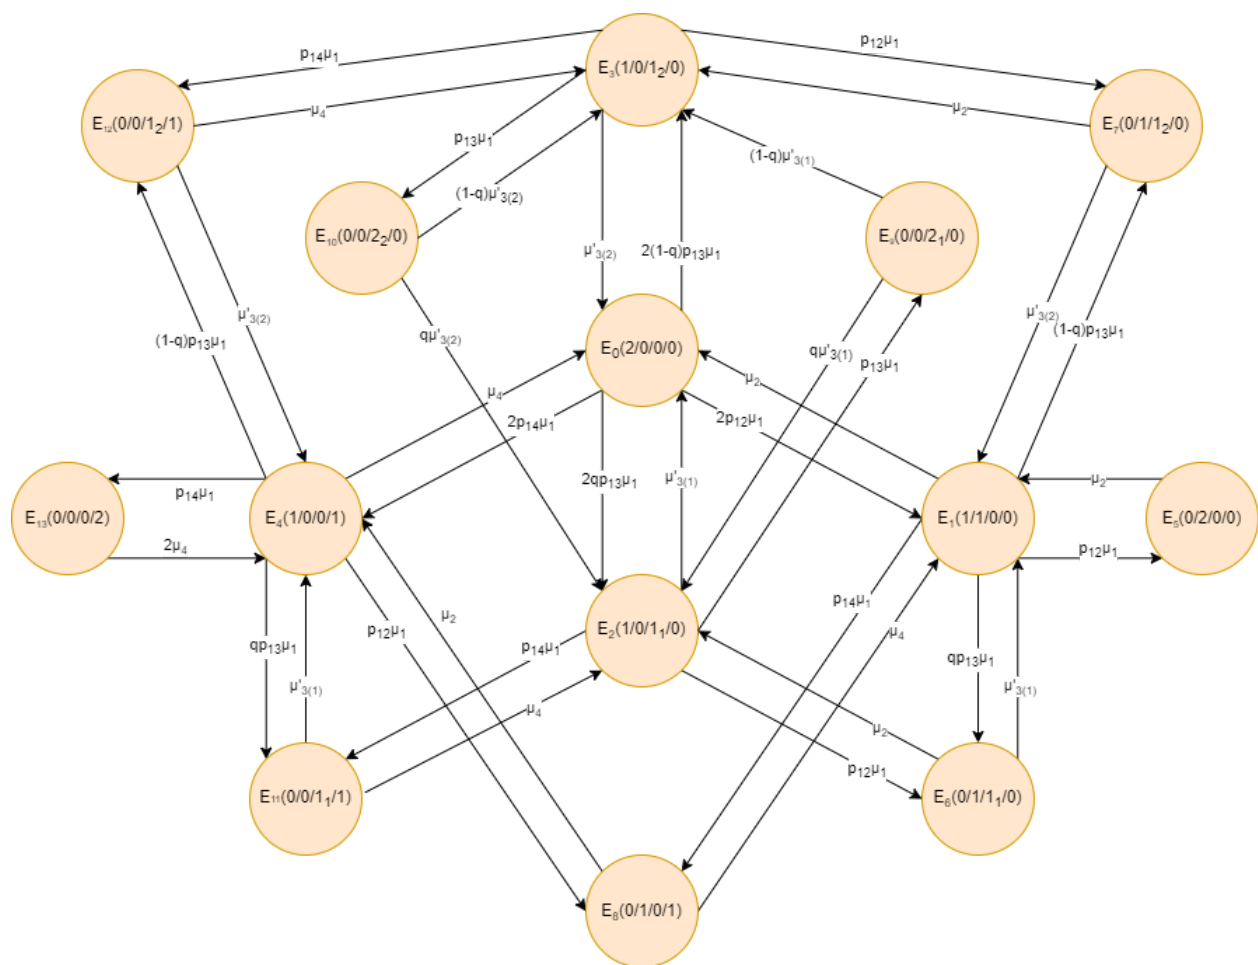 p₁₂μ₁
p₁₄μ₁
E₃(1/0/1₂/0)
μ₄
μ₂
E₁₂(0/0/1₂/1)
E₇(0/1/1₂/0)
p₁₃μ₁
(1-q)μ'₃₍₁₎
(1-q)μ'₃₍₂₎
E₁₀(0/0/2₂/0)
E₉(0/0/2₁/0)
μ'₃₍₂₎
2(1-q)p₁₃μ₁
μ'₃₍₂₎
μ'₃₍₂₎
(1-q)p₁₃μ₁
(1-q)p₁₃μ₁
qμ'₃₍₂₎
E₀(2/0/0/0)
qμ'₃₍₁₎
p₁₃μ₁
μ₂
μ₄
2p₁₄μ₁
2p₁₂μ₁
2qp₁₃μ₁
μ'₃₍₁₎
μ₂
p₁₄μ₁
E₁₃(0/0/0/2)
E₄(1/0/0/1)
E₁(1/1/0/0)
E₅(0/2/0/0)
2μ₄
p₁₂μ₁
p₁₄μ₁
μ₂
p₁₂μ₁
E₂(1/0/1₁/0)
μ₄
qp₁₃μ₁
p₁₄μ₁
qp₁₃μ₁
μ'₃₍₁₎
μ'₃₍₁₎
μ₄
μ₂
p₁₂μ₁
E₁₁(0/0/1₁/1)
E₆(0/1/1₁/0)
E₈(0/1/0/1)